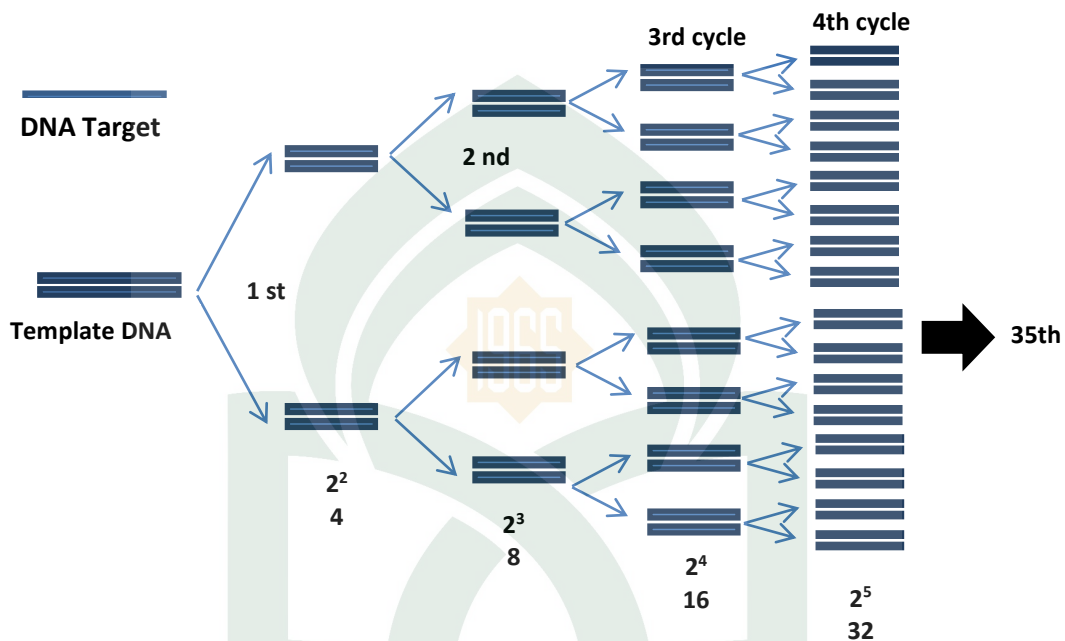 4th cycle
3rd cycle
DNA Target
2 nd
1 st
Template DNA
1966
35th
2²
4
2³
8
2⁴
16
2⁵
32